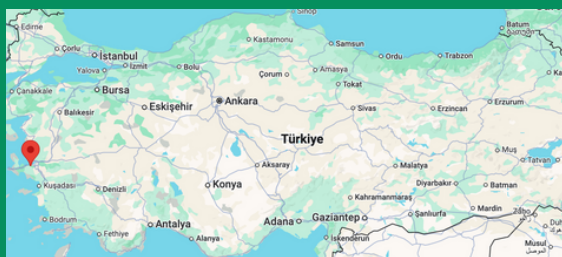 Sinop
Edirne
Kastamonu
Batum
Çorlu
İstanbul
Samsun
Ordu
Trabzon
Yalova
İzmit
Bolu
Çorum
Amasya
Çanakkale
Bursa
Tokat
Balıkesir
Eskişehir
Ankara
Sivas
Erzincan
Erzurum
Türkiye
Aksaray
Malatya
Muş
Tatvan
Kuşadası
Denizli
Konya
Diyarbakır
Batman
Kahramanmaraş
Mardin
Bodrum
Antalya
Adana
Gaziantep
Şanlıurfa
Zaho
Fethiye
Alanya
İskenderun
Musul
الموصل